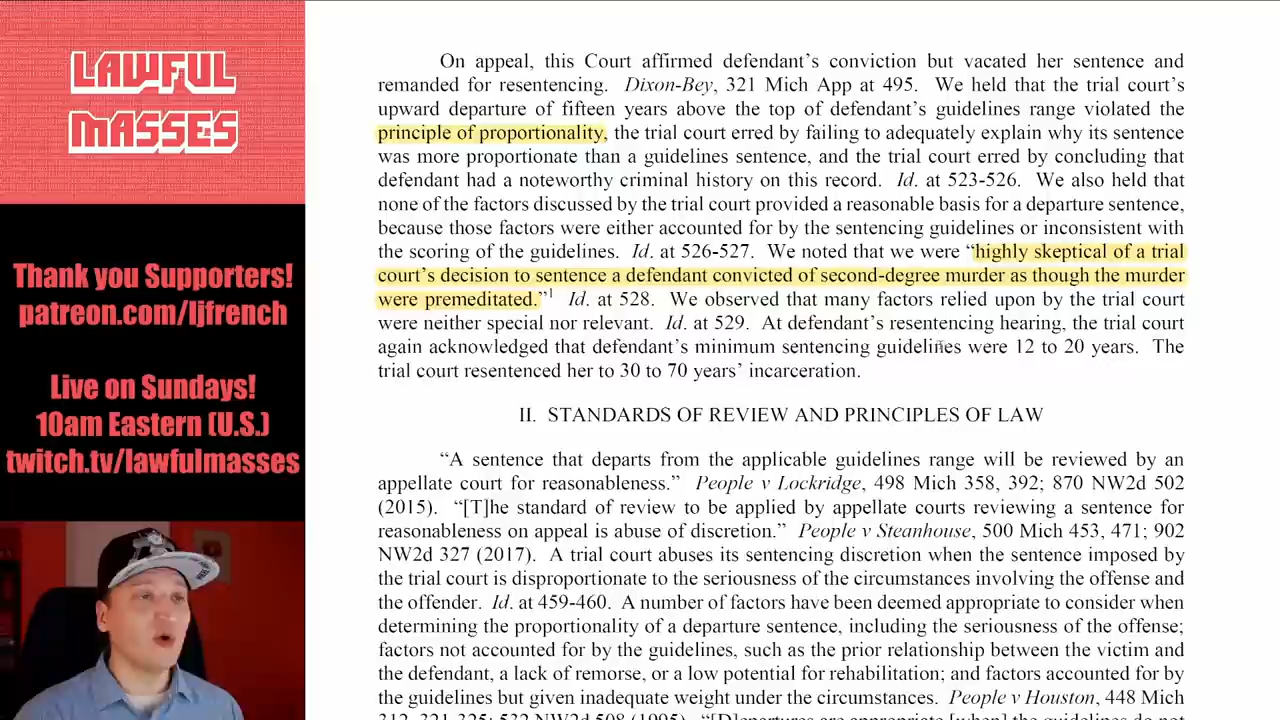 LAWFUL
MASSES
Thank you Supporters!
patreon.com/ljfrench
Live on Sundays!
10am Eastern (U.S.)
twitch.tv/lawfulmasses
On appeal, this Court affirmed defendant’s conviction but vacated her sentence and
remanded for resentencing. Dixon-Bey, 321 Mich App at 495. We held that the trial court’s
upward departure of fifteen years above the top of defendant’s guidelines range violated the
principle of proportionality, the trial court erred by failing to adequately explain why its sentence
was more proportionate than a guidelines sentence, and the trial court erred by concluding that
defendant had a noteworthy criminal history on this record. Id. at 523-526. We also held that
none of the factors discussed by the trial court provided a reasonable basis for a departure sentence,
because those factors were either accounted for by the sentencing guidelines or inconsistent with
the scoring of the guidelines. Id. at 526-527. We noted that we were “highly skeptical of a trial
court’s decision to sentence a defendant convicted of second-degree murder as though the murder
were premeditated.”1 Id. at 528. We observed that many factors relied upon by the trial court
were neither special nor relevant. Id. at 529. At defendant’s resentencing hearing, the trial court
again acknowledged that defendant’s minimum sentencing guidelines were 12 to 20 years. The
trial court resentenced her to 30 to 70 years’ incarceration.
II. STANDARDS OF REVIEW AND PRINCIPLES OF LAW
“A sentence that departs from the applicable guidelines range will be reviewed by an
appellate court for reasonableness.” People v Lockridge, 498 Mich 358, 392; 870 NW2d 502
(2015). “[T]he standard of review to be applied by appellate courts reviewing a sentence for
reasonableness on appeal is abuse of discretion.” People v Steanhouse, 500 Mich 453, 471; 902
NW2d 327 (2017). A trial court abuses its sentencing discretion when the sentence imposed by
the trial court is disproportionate to the seriousness of the circumstances involving the offense and
the offender. Id. at 459-460. A number of factors have been deemed appropriate to consider when
determining the proportionality of a departure sentence, including the seriousness of the offense;
factors not accounted for by the guidelines, such as the prior relationship between the victim and
the defendant, a lack of remorse, or a low potential for rehabilitation; and factors accounted for by
the guidelines but given inadequate weight under the circumstances. People v Houston, 448 Mich
312, 321-325; 532 NW2d 508 (1995). “[D]epartures are appropriate [when] the guidelines do not